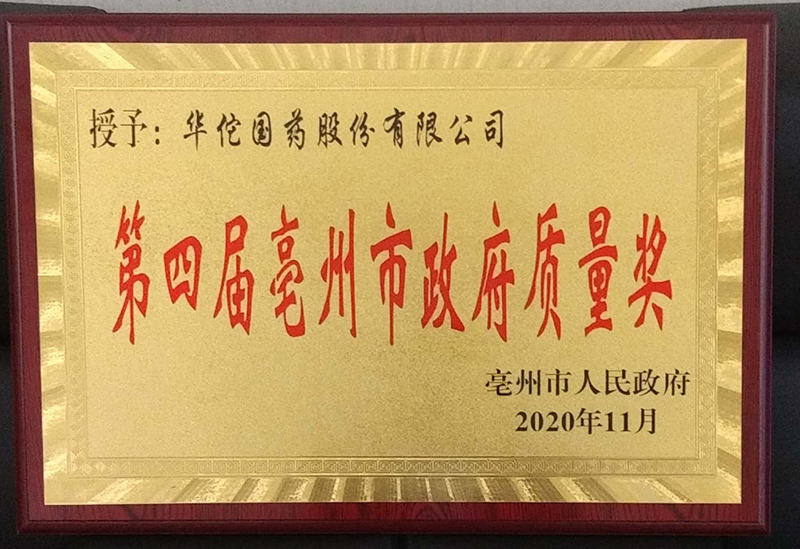 授予：华佗国药股份有限公司
第四届亳州市政府质量奖
亳州市人民政府
2020年11月